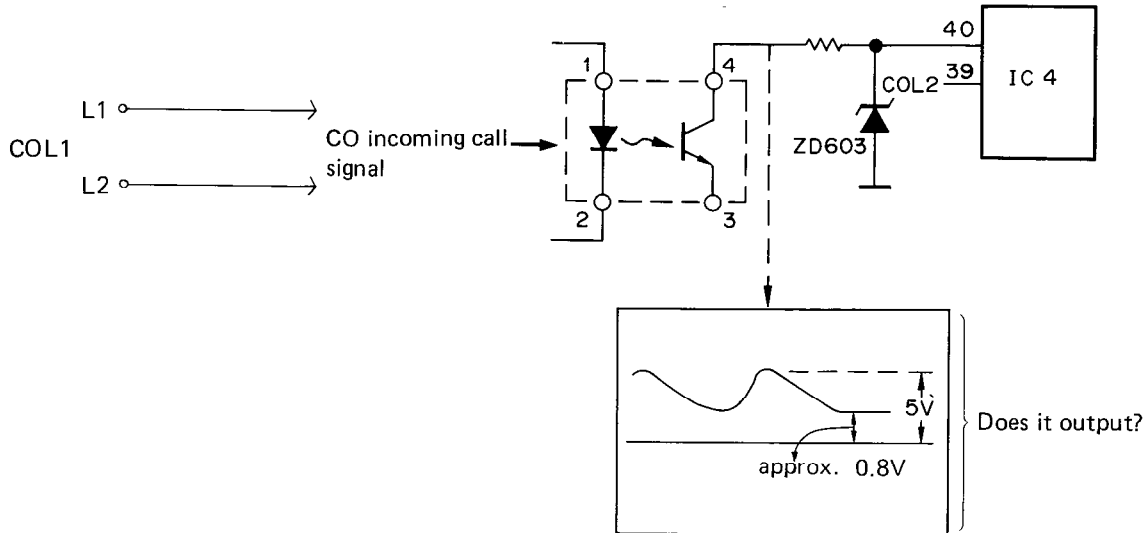 40
39
IC 4
1
4
COL2
L1
COL1
CO incoming call
signal
ZD603
L2
2
3
5V
Does it output?
approx. 0.8V